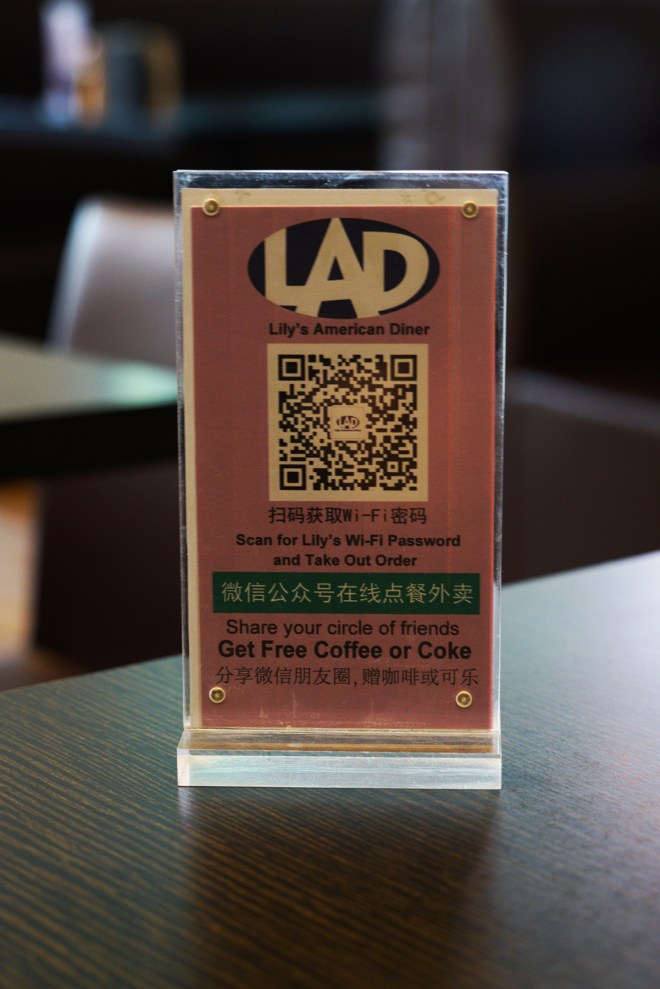 LAD
Lily's American Diner
LAD
扫码获取Wi-Fi密码
Scan for Lily's Wi-Fi Password
and Take Out Order
微信公众号在线点餐外卖
Share your circle of friends
Get Free Coffee or Coke
分享微信朋友圈,赠咖啡或可乐